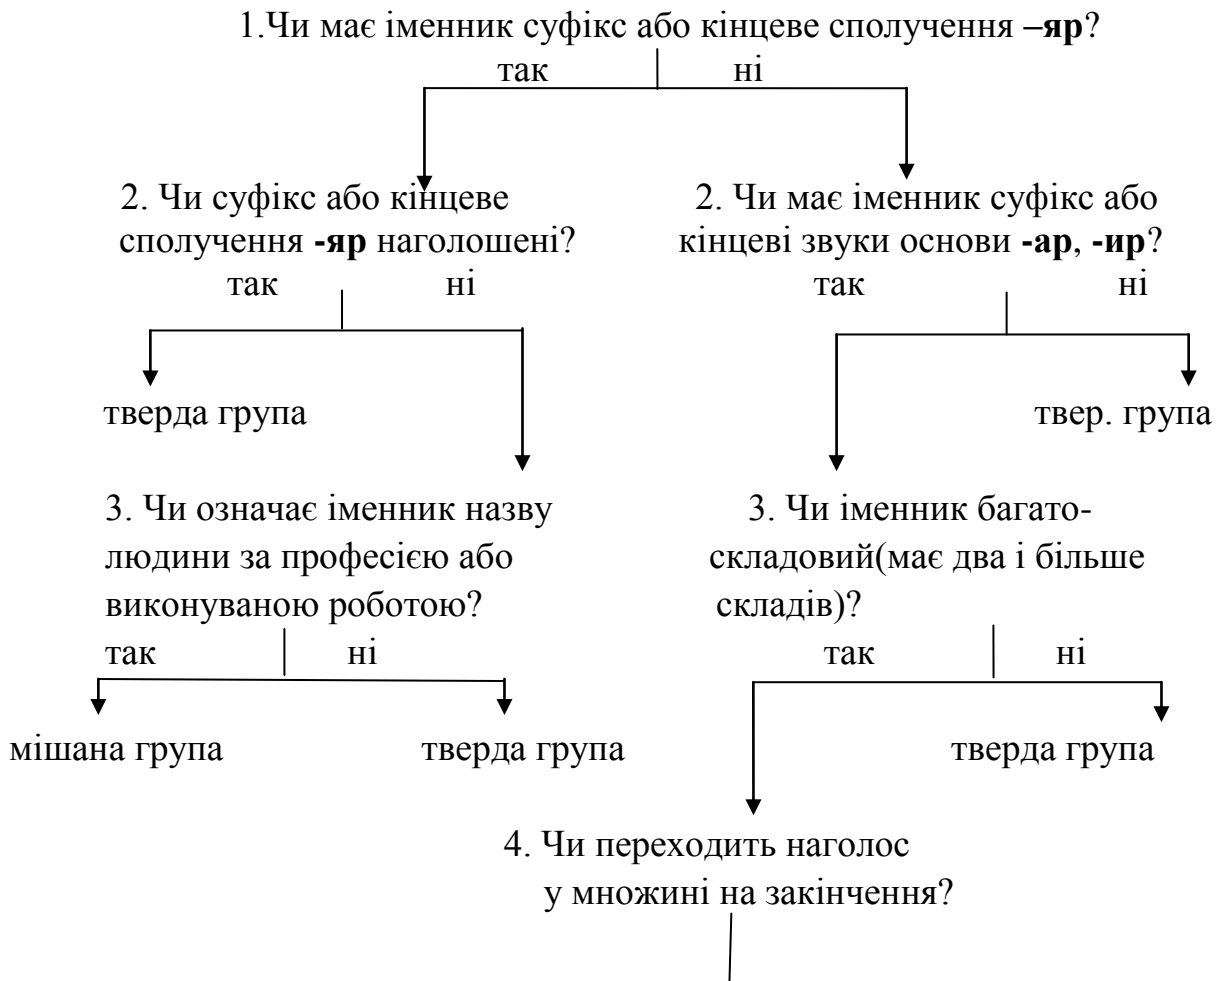 1.Чи має іменник суфікс або кінцеве сполучення –яр?
так ні
2. Чи суфікс або кінцеве
сполучення -яр наголошені?
так ні
2. Чи має іменник суфікс або
кінцеві звуки основи -ар, -ир?
так ні
тверда група
твер. група
3. Чи означає іменник назву
людини за професією або
виконуваною роботою?
так ні
3. Чи іменник багато-
складовий(має два і більше
складів)?
так ні
мішана група
тверда група
тверда група
4. Чи переходить наголос
у множині на закінчення?